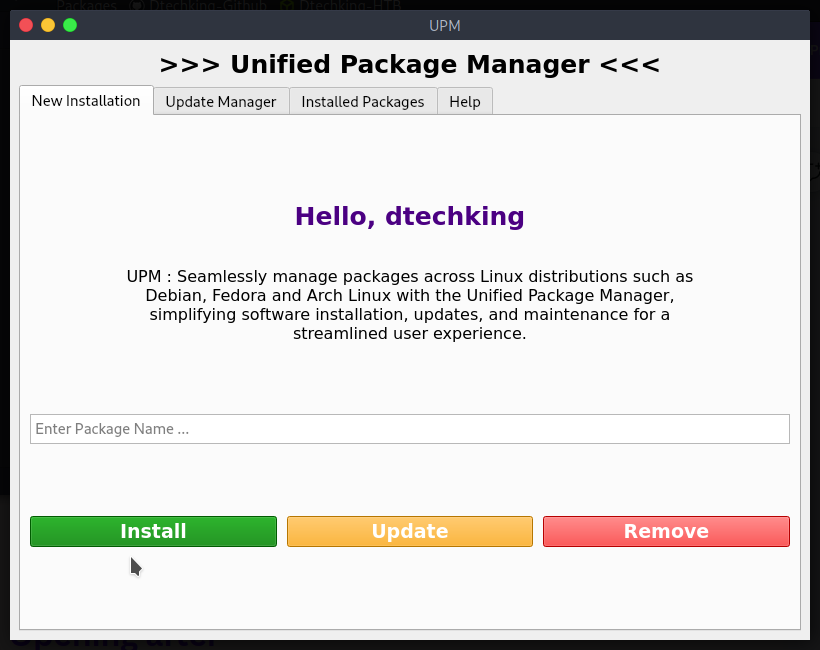 Packages Dtechking-Github Dtechking-HTB
UPM
>>> Unified Package Manager <<<
New Installation Update Manager Installed Packages Help
Hello, dtechking
UPM : Seamlessly manage packages across Linux distributions such as
Debian, Fedora and Arch Linux with the Unified Package Manager,
simplifying software installation, updates, and maintenance for a
streamlined user experience.
Enter Package Name ...
Install Update Remove